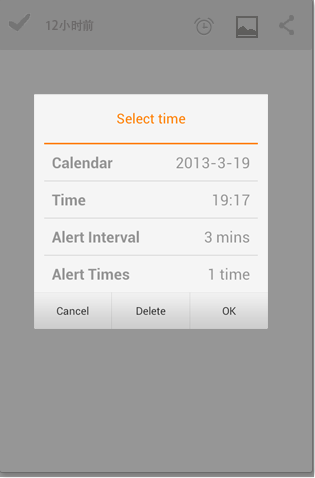 12小时前
Select time
Calendar 2013-3-19
Time 19:17
Alert Interval 3 mins
Alert Times 1 time
Cancel Delete OK